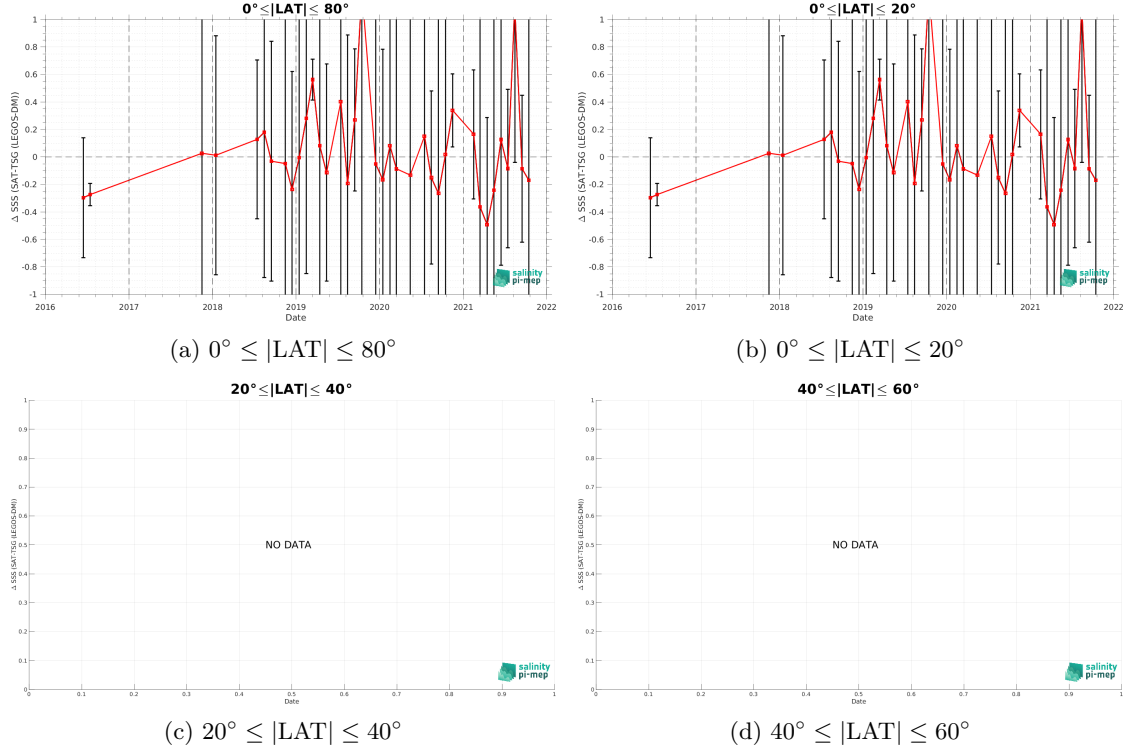 0°≤|LAT|≤ 80°
1
0.8
0.6
0.4
0.2
0
-0.2
-0.4
-0.6
-0.8
-1
Δ SSS (SAT-TSG (LEGOS-DM))
2016 2017 2018 2019 2020 2021 2022
Date
salinity
pi-mep
(a) 0° ≤ |LAT| ≤ 80°
0°≤|LAT|≤ 20°
1
0.8
0.6
0.4
0.2
0
-0.2
-0.4
-0.6
-0.8
-1
Δ SSS (SAT-TSG (LEGOS-DM))
2016 2017 2018 2019 2020 2021 2022
Date
salinity
pi-mep
(b) 0° ≤ |LAT| ≤ 20°
20°≤|LAT|≤ 40°
1
0.9
0.8
0.7
0.6
0.5
0.4
0.3
0.2
0.1
0
Δ SSS (SAT-TSG (LEGOS-DM))
NO DATA
0 0.1 0.2 0.3 0.4 0.5 0.6 0.7 0.8 0.9 1
Date
salinity
pi-mep
(c) 20° ≤ |LAT| ≤ 40°
40°≤|LAT|≤ 60°
1
0.9
0.8
0.7
0.6
0.5
0.4
0.3
0.2
0.1
0
Δ SSS (SAT-TSG (LEGOS-DM))
NO DATA
0 0.1 0.2 0.3 0.4 0.5 0.6 0.7 0.8 0.9 1
Date
salinity
pi-mep
(d) 40° ≤ |LAT| ≤ 60°